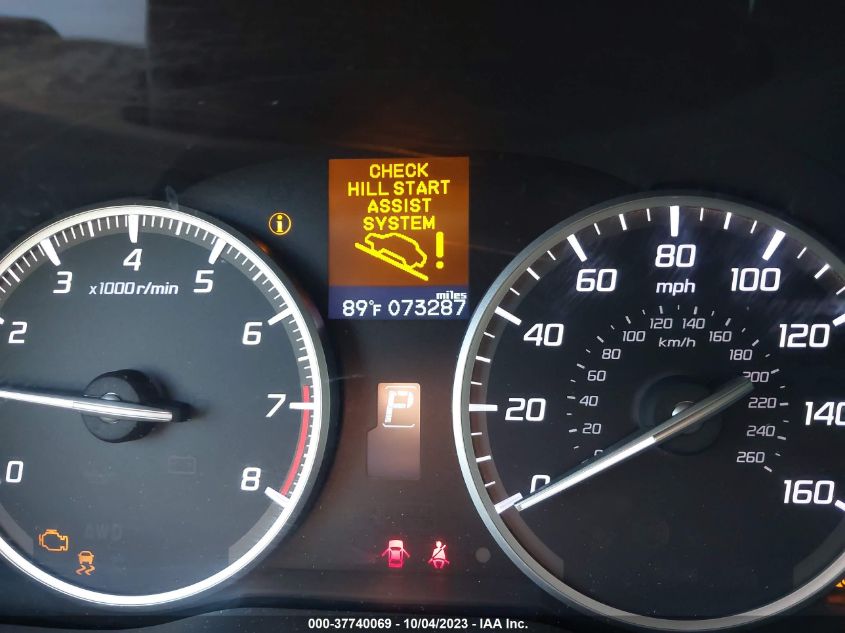 CHECK
HILL START
ASSIST
SYSTEM
!
i
miles
89°F 073287
x1000r/min
0
2
3
4
5
6
7
8
P
AWD
mph
km/h
0
20
40
60
80
100
120
140
160
0
20
40
60
80
100
120
140
160
180
200
220
240
260
000-37740069 - 10/04/2023 - IAA Inc.